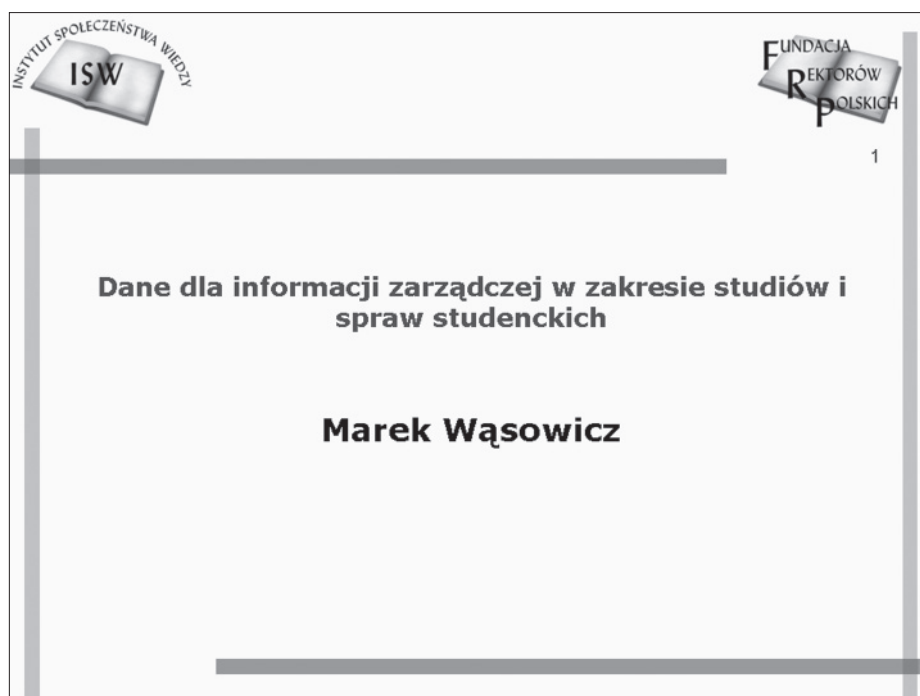 INSTYTUT SPOŁECZEŃSTWA WIEDZY
ISW
FUNDACJA
REKTORÓW
POLSKICH
1
Dane dla informacji zarządczej w zakresie studiów i
spraw studenckich
Marek Wąsowicz